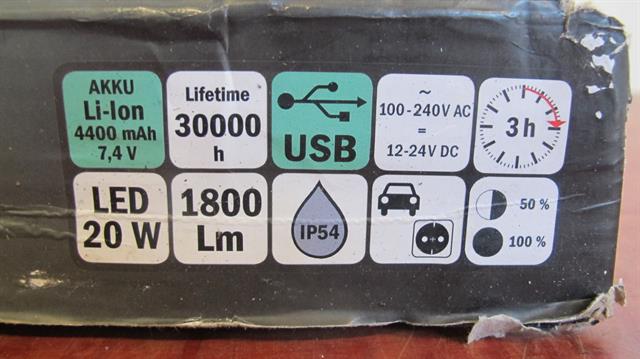 AKKU
Li-Ion
4400 mAh
7,4 V
Lifetime
30000
h
USB
~
100-240V AC
=
12-24V DC
3h
LED
20 W
1800
Lm
IP54
50 %
100 %